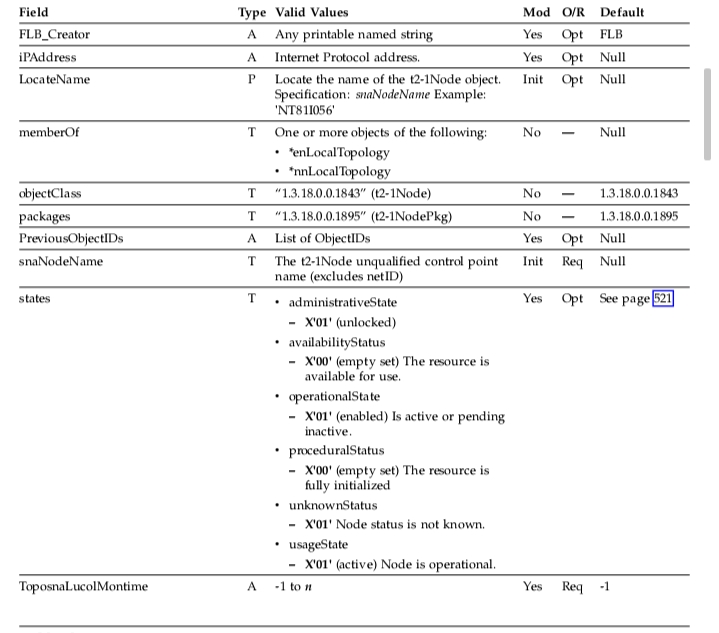 Field Type Valid Values Mod O/R Default
FLB_Creator A Any printable named string Yes Opt FLB
iPAddress A Internet Protocol address. Yes Opt Null
LocateName P Locate the name of the t2-1Node object. Init Opt Null
Specification: snaNodeName Example:
'NT81I056'
memberOf T One or more objects of the following: No — Null
• *enLocalTopology
• *nnLocalTopology
objectClass T "1.3.18.0.0.1843" (t2-1Node) No — 1.3.18.0.0.1843
packages T "1.3.18.0.0.1895" (t2-1NodePkg) No — 1.3.18.0.0.1895
PreviousObjectIDs A List of ObjectIDs Yes Opt Null
snaNodeName T The t2-1Node unqualified control point Init Req Null
name (excludes netID)
states T • administrativeState Yes Opt See page 521
– X'01' (unlocked)
• availabilityStatus
– X'00' (empty set) The resource is
available for use.
• operationalState
– X'01' (enabled) Is active or pending
inactive.
• proceduralStatus
– X'00' (empty set) The resource is
fully initialized
• unknownStatus
– X'01' Node status is not known.
• usageState
– X'01' (active) Node is operational.
ToposnaLucolMontime A -1 to n Yes Req -1